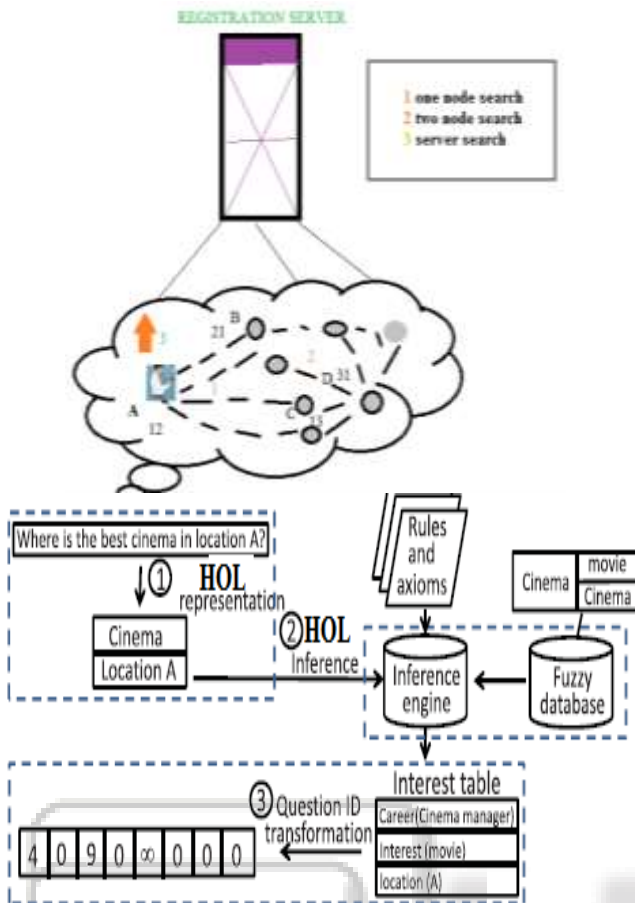 REGISTRATION SERVER
1 one node search
2 two node search
3 server search
3
21
B
2
D
31
1
A
C
13
12
Where is the best cinema in location A?
1
HOL
representation
Cinema
Location A
2
HOL
Inference
Rules
and
axioms
Cinema
movie
Cinema
Inference
engine
Fuzzy
database
Interest table
3
Question ID
transformation
Career(Cinema manager)
Interest (movie)
location (A)
4 0 9 0 ∞ 0 0 0